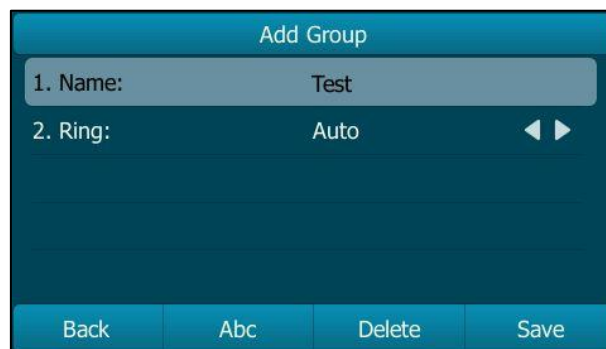 Add Group
1. Name: Test
2. Ring: Auto
Back Abc Delete Save